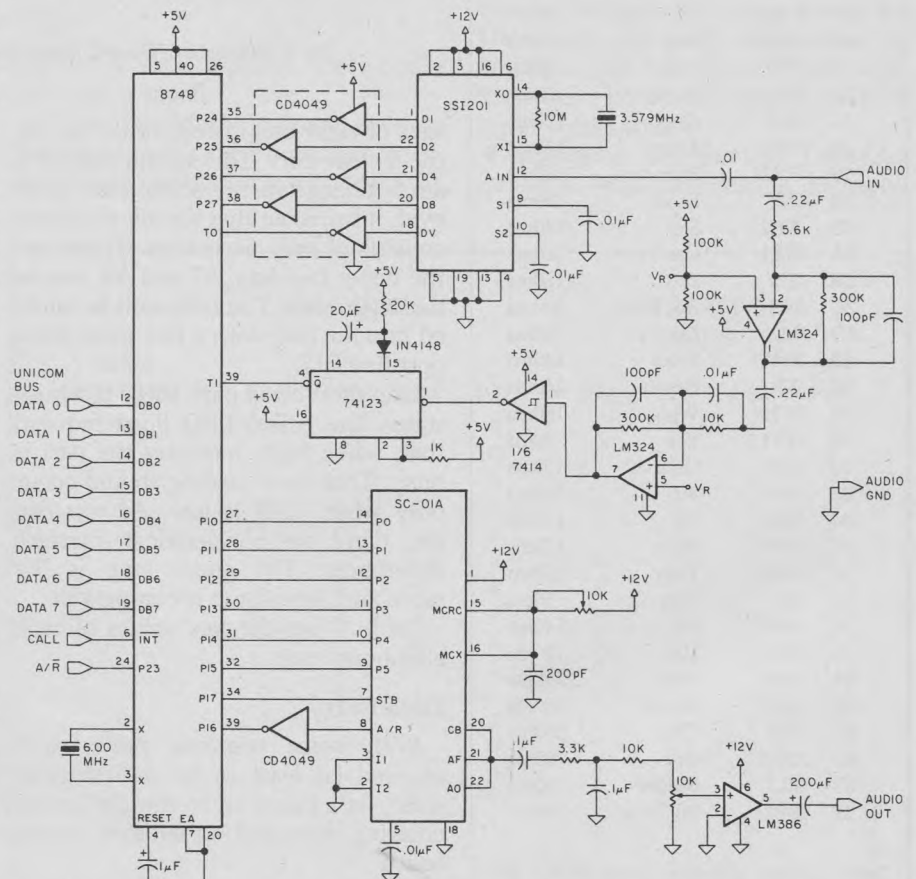 +5V
+12V
5 40 26
2 3 16 6
8748
SSI201
+5V
CD4049
XO 14
10M
3.579MHz
XI 15
P24 35
1 D1
P25 36
22 D2
P26 37
21 D4
A IN 12
.01
AUDIO IN
P27 38
20 D8
S1 9
.01µF
TO
18 DV
S2 10
.01µF
5 19 13 4
.22µF
5.6K
+5V
100K
VR
100K
+5V
3 2
4
1
LM324
300K
100pF
+5V
20K
20µF
+
IN4148
14 15
T1 39
4 Q
74123
1
+5V
16
8 2 3
1K
+5V
+5V
14
2
1
7
1/6
7414
100pF
.01µF
.22µF
300K
10K
LM324
7
6
5
11
VR
AUDIO GND
UNICOM BUS
DATA 0 12 DB0
DATA 1 13 DB1
DATA 2 14 DB2
DATA 3 15 DB3
DATA 4 16 DB4
DATA 5 17 DB5
DATA 6 18 DB6
DATA 7 19 DB7
CALL 6 INT
A/R 24 P23
SC-01A
P10 27 14 P0
P11 28 13 P1
P12 29 12 P2
P13 30 11 P3
P14 31 10 P4
P15 32 9 P5
P17 34 7 STB
P16 39 8 A/R
CD4049
3 I1
2 I2
1
+12V
MCRC 15
10K
+12V
MCX 16
200pF
CB 20
AF 21
AO 22
.1µF
3.3K
10K
.1µF
10K
+12V
3 6
2 4
5
LM386
200µF
+
AUDIO OUT
5
.01µF
18
2 X
6.00 MHz
3 X
RESET EA
4 7 20
+
1µF